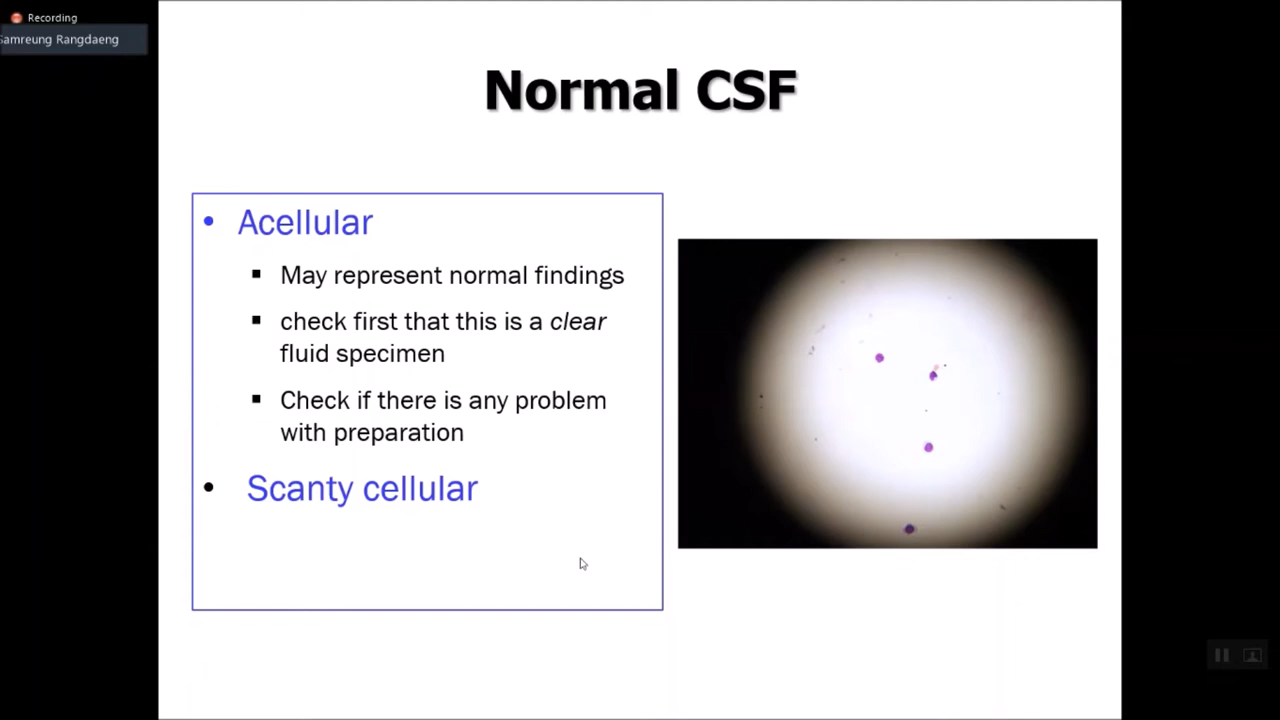 Recording
Samreung Rangdaeng
Normal CSF
• Acellular
▪ May represent normal findings
▪ check first that this is a clear
fluid specimen
▪ Check if there is any problem
with preparation
• Scanty cellular